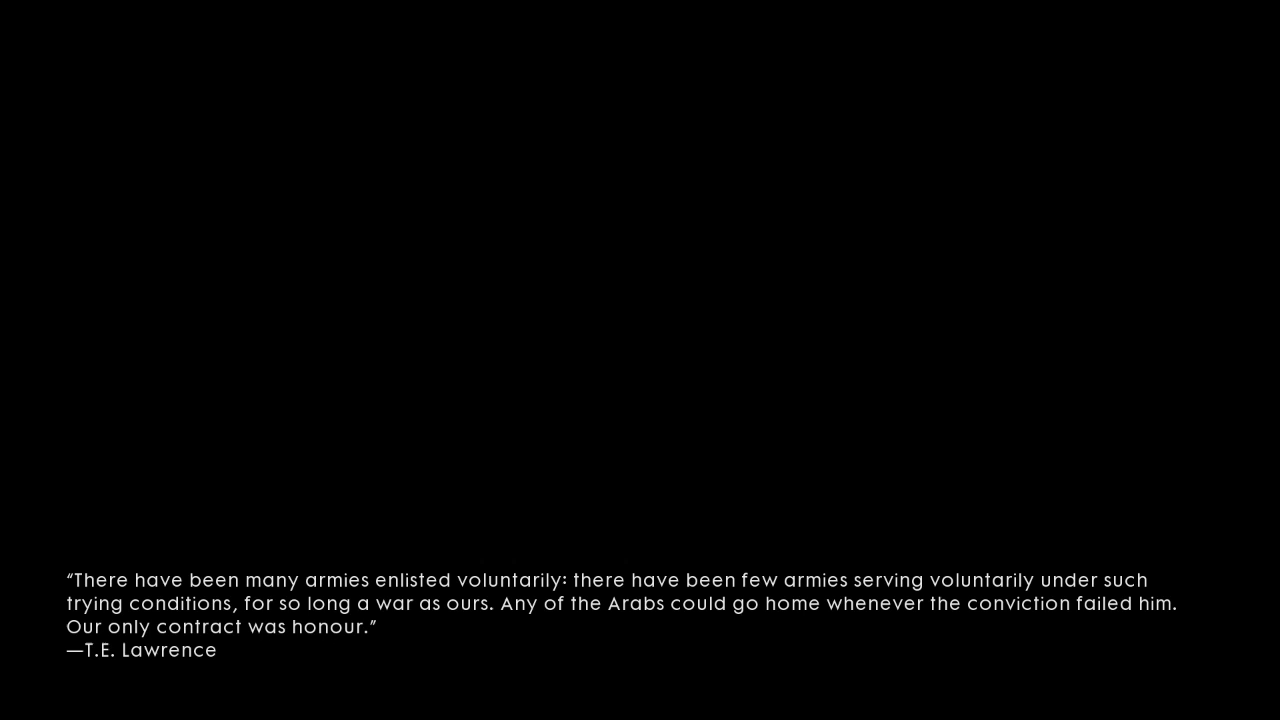 “There have been many armies enlisted voluntarily: there have been few armies serving voluntarily under such
trying conditions, for so long a war as ours. Any of the Arabs could go home whenever the conviction failed him.
Our only contract was honour.”
—T.E. Lawrence